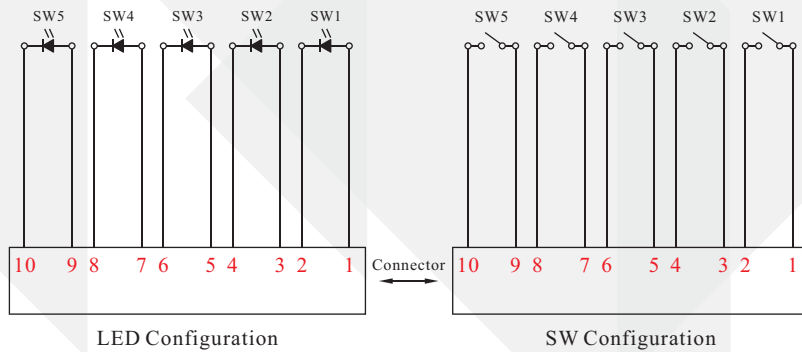 SW5 SW4 SW3 SW2 SW1 SW5 SW4 SW3 SW2 SW1
10 9 8 7 6 5 4 3 2 1 Connector 10 9 8 7 6 5 4 3 2 1
LED Configuration SW Configuration